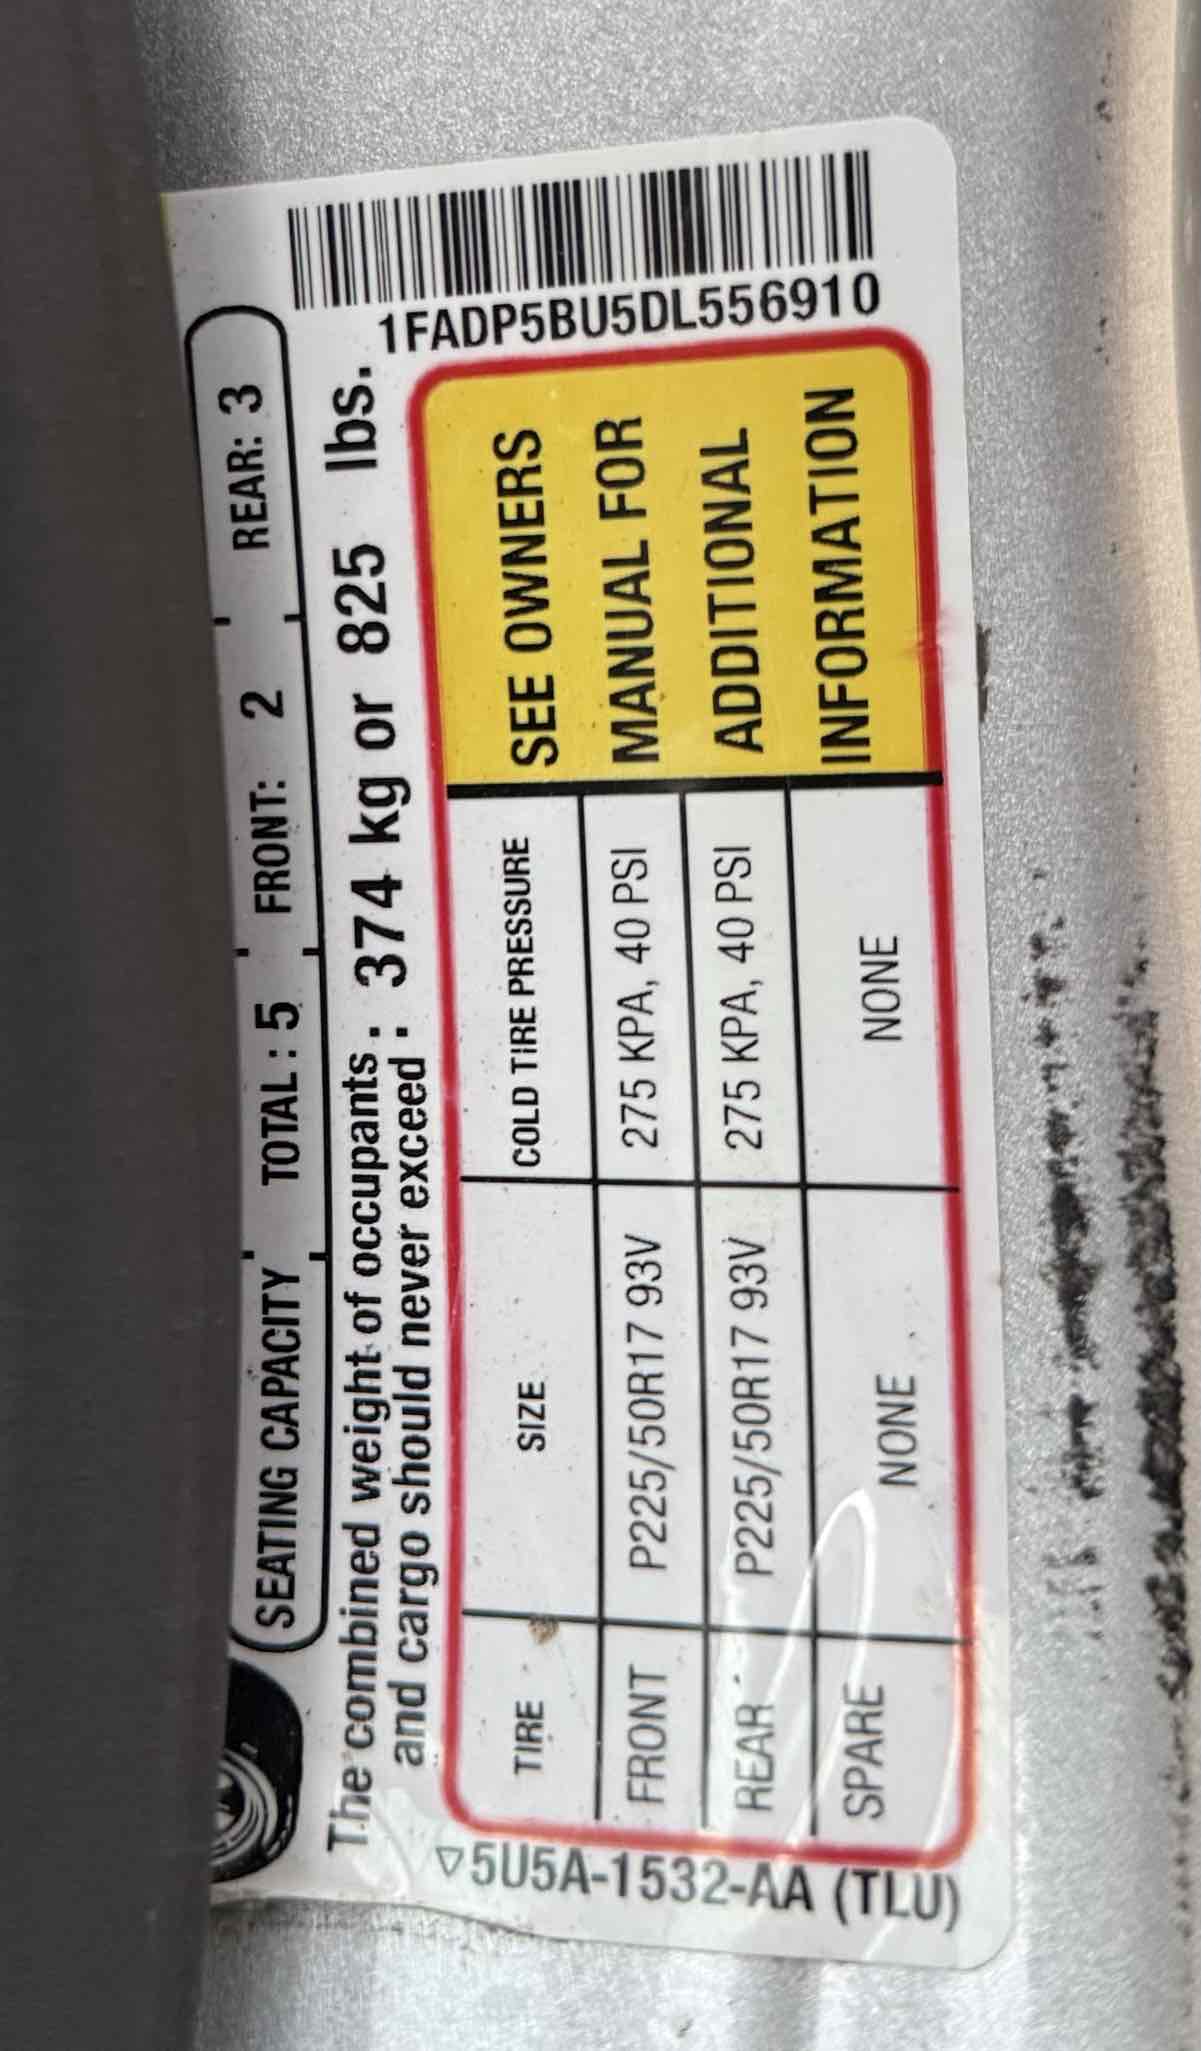 SEATING CAPACITY TOTAL : 5 FRONT: 2 REAR: 3
The combined weight of occupants and cargo should never exceed : 374 kg or 825 lbs.
1FADP5BU5DL556910
TIRE SIZE COLD TIRE PRESSURE
FRONT P225/50R17 93V 275 KPA, 40 PSI
REAR P225/50R17 93V 275 KPA, 40 PSI
SPARE NONE NONE
SEE OWNERS
MANUAL FOR
ADDITIONAL
INFORMATION
▽5U5A-1532-AA (TLU)